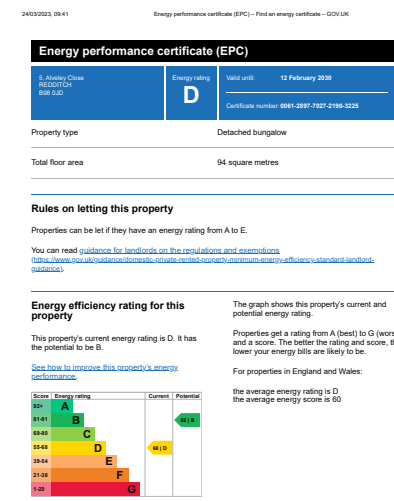 24/03/2023, 09:41 Energy performance certificate (EPC) – Find an energy certificate – GOV.UK
Energy performance certificate (EPC)
5, Alveley Close
REDDITCH
B98 0JD
Energy rating
D
Valid until: 12 February 2030
Certificate number: 0061-2897-7027-2190-3225
Property type Detached bungalow
Total floor area 94 square metres
Rules on letting this property
Properties can be let if they have an energy rating from A to E.
You can read guidance for landlords on the regulations and exemptions
(https://www.gov.uk/guidance/domestic-private-rented-property-minimum-energy-efficiency-standard-landlord-
guidance).
Energy efficiency rating for this
property
This property's current energy rating is D. It has
the potential to be B.
See how to improve this property's energy
performance.
Score Energy rating Current Potential
92+ A
81-91 B 82 | B
69-80 C
55-68 D 68 | D
39-54 E
21-38 F
1-20 G
The graph shows this property's current and
potential energy rating.
Properties get a rating from A (best) to G (wors
and a score. The better the rating and score, th
lower your energy bills are likely to be.
For properties in England and Wales:
the average energy rating is D
the average energy score is 60